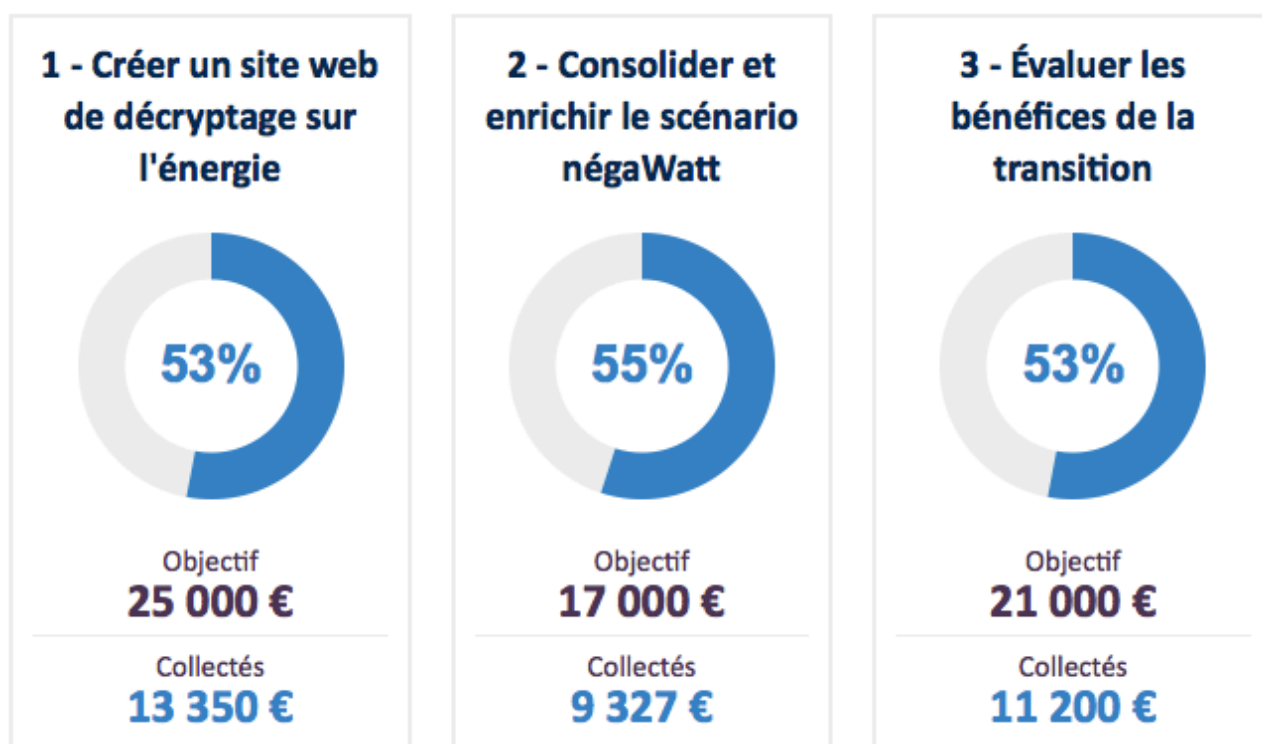 1 - Créer un site web
de décryptage sur
l'énergie
53%
Objectif
25 000 €
Collectés
13 350 €
2 - Consolider et
enrichir le scénario
négaWatt
55%
Objectif
17 000 €
Collectés
9 327 €
3 - Évaluer les
bénéfices de la
transition
53%
Objectif
21 000 €
Collectés
11 200 €